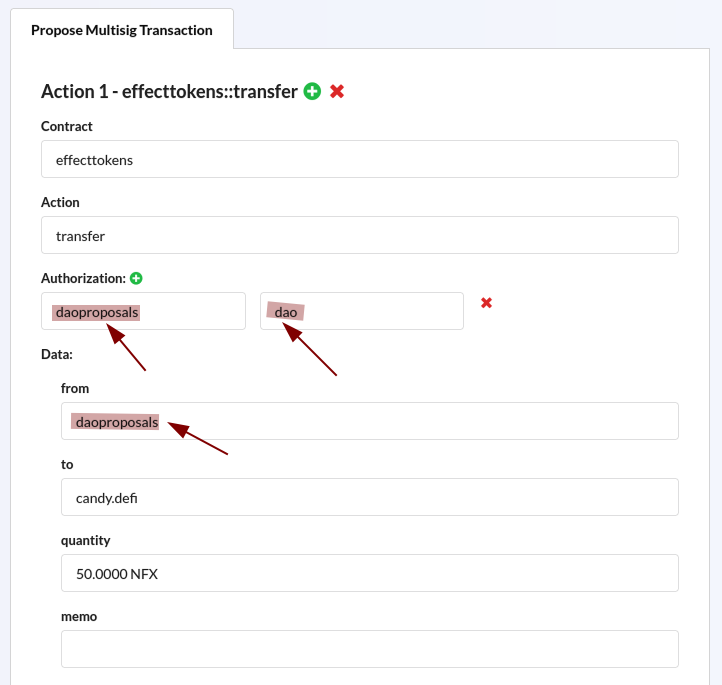 Propose Multisig Transaction
Action 1 - effecttokens::transfer
Contract
effecttokens
Action
transfer
Authorization:
daoproposals dao
Data:
from
daoproposals
to
candy.defi
quantity
50.0000 NFX
memo